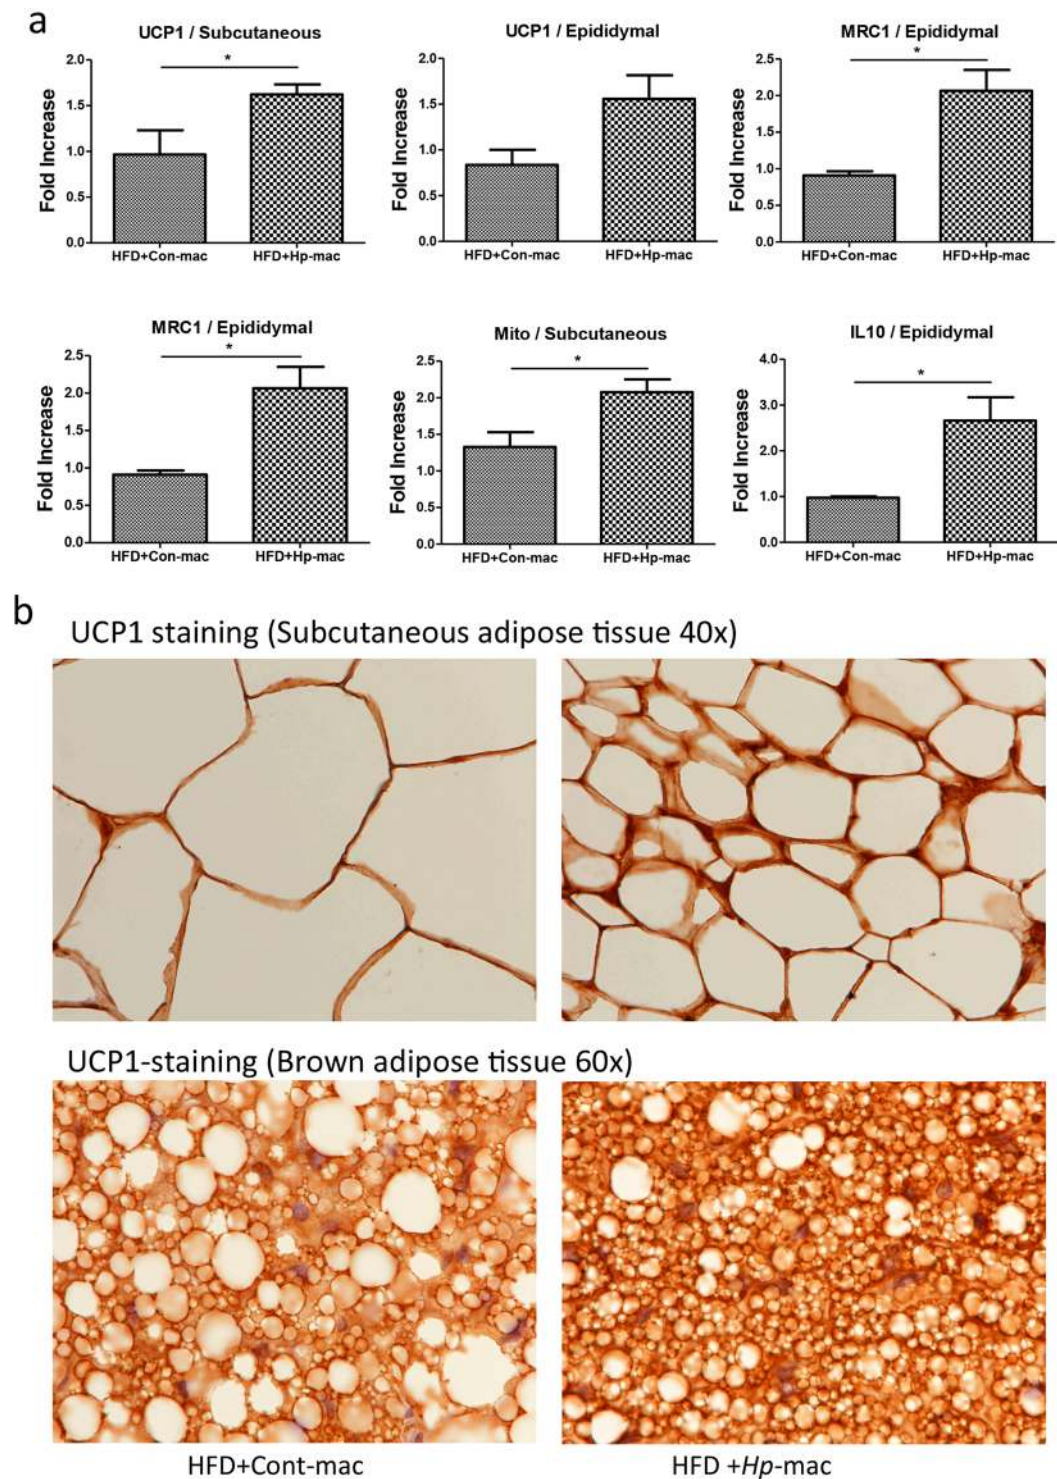 a
UCP1 / Subcutaneous
Fold Increase
2.0
1.5
1.0
0.5
0.0
*
HFD+Con-mac HFD+Hp-mac
UCP1 / Epididymal
Fold Increase
2.0
1.5
1.0
0.5
0.0
HFD+Con-mac HFD+Hp-mac
MRC1 / Epididymal
Fold Increase
2.5
2.0
1.5
1.0
0.5
0.0
*
HFD+Con-mac HFD+Hp-mac
MRC1 / Epididymal
Fold Increase
2.5
2.0
1.5
1.0
0.5
0.0
*
HFD+Con-mac HFD+Hp-mac
Mito / Subcutaneous
Fold Increase
2.5
2.0
1.5
1.0
0.5
0.0
*
HFD+Con-mac HFD+Hp-mac
IL10 / Epididymal
Fold Increase
4.0
3.0
2.0
1.0
0.0
*
HFD+Con-mac HFD+Hp-mac
b
UCP1 staining (Subcutaneous adipose tissue 40x)
UCP1-staining (Brown adipose tissue 60x)
HFD+Cont-mac
HFD +Hp-mac